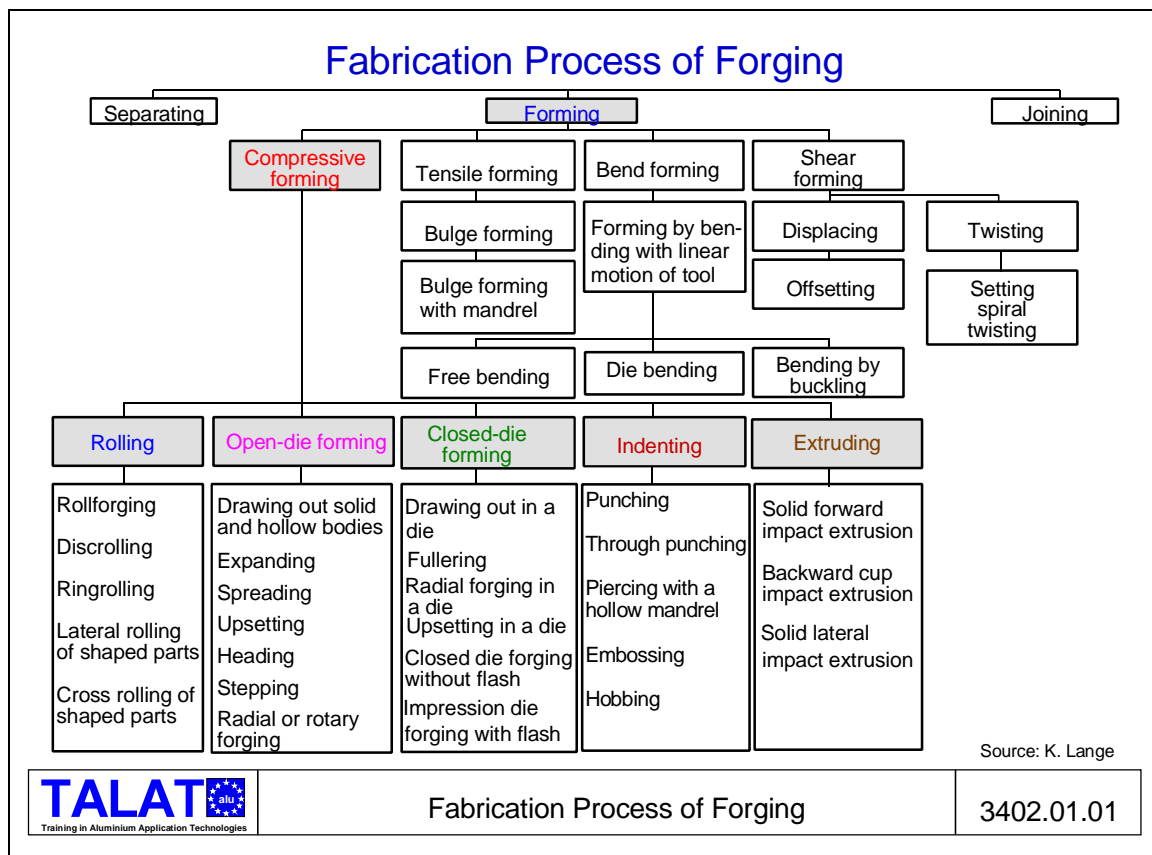 Fabrication Process of Forging
Separating
Forming
Joining
Compressive
forming
Tensile forming
Bend forming
Shear
forming
Bulge forming
Forming by ben-
ding with linear
motion of tool
Displacing
Twisting
Bulge forming
with mandrel
Offsetting
Setting
spiral
twisting
Free bending
Die bending
Bending by
buckling
Rolling
Open-die forming
Closed-die
forming
Indenting
Extruding
Rollforging
Discrolling
Ringrolling
Lateral rolling
of shaped parts
Cross rolling of
shaped parts
Drawing out solid
and hollow bodies
Expanding
Spreading
Upsetting
Heading
Stepping
Radial or rotary
forging
Drawing out in a
die
Fullering
Radial forging in
a die
Upsetting in a die
Closed die forging
without flash
Impression die
forging with flash
Punching
Through punching
Piercing with a
hollow mandrel
Embossing
Hobbing
Solid forward
impact extrusion
Backward cup
impact extrusion
Solid lateral
impact extrusion
Source: K. Lange
TALAT
alu
Training in Aluminium Application Technologies
Fabrication Process of Forging
3402.01.01